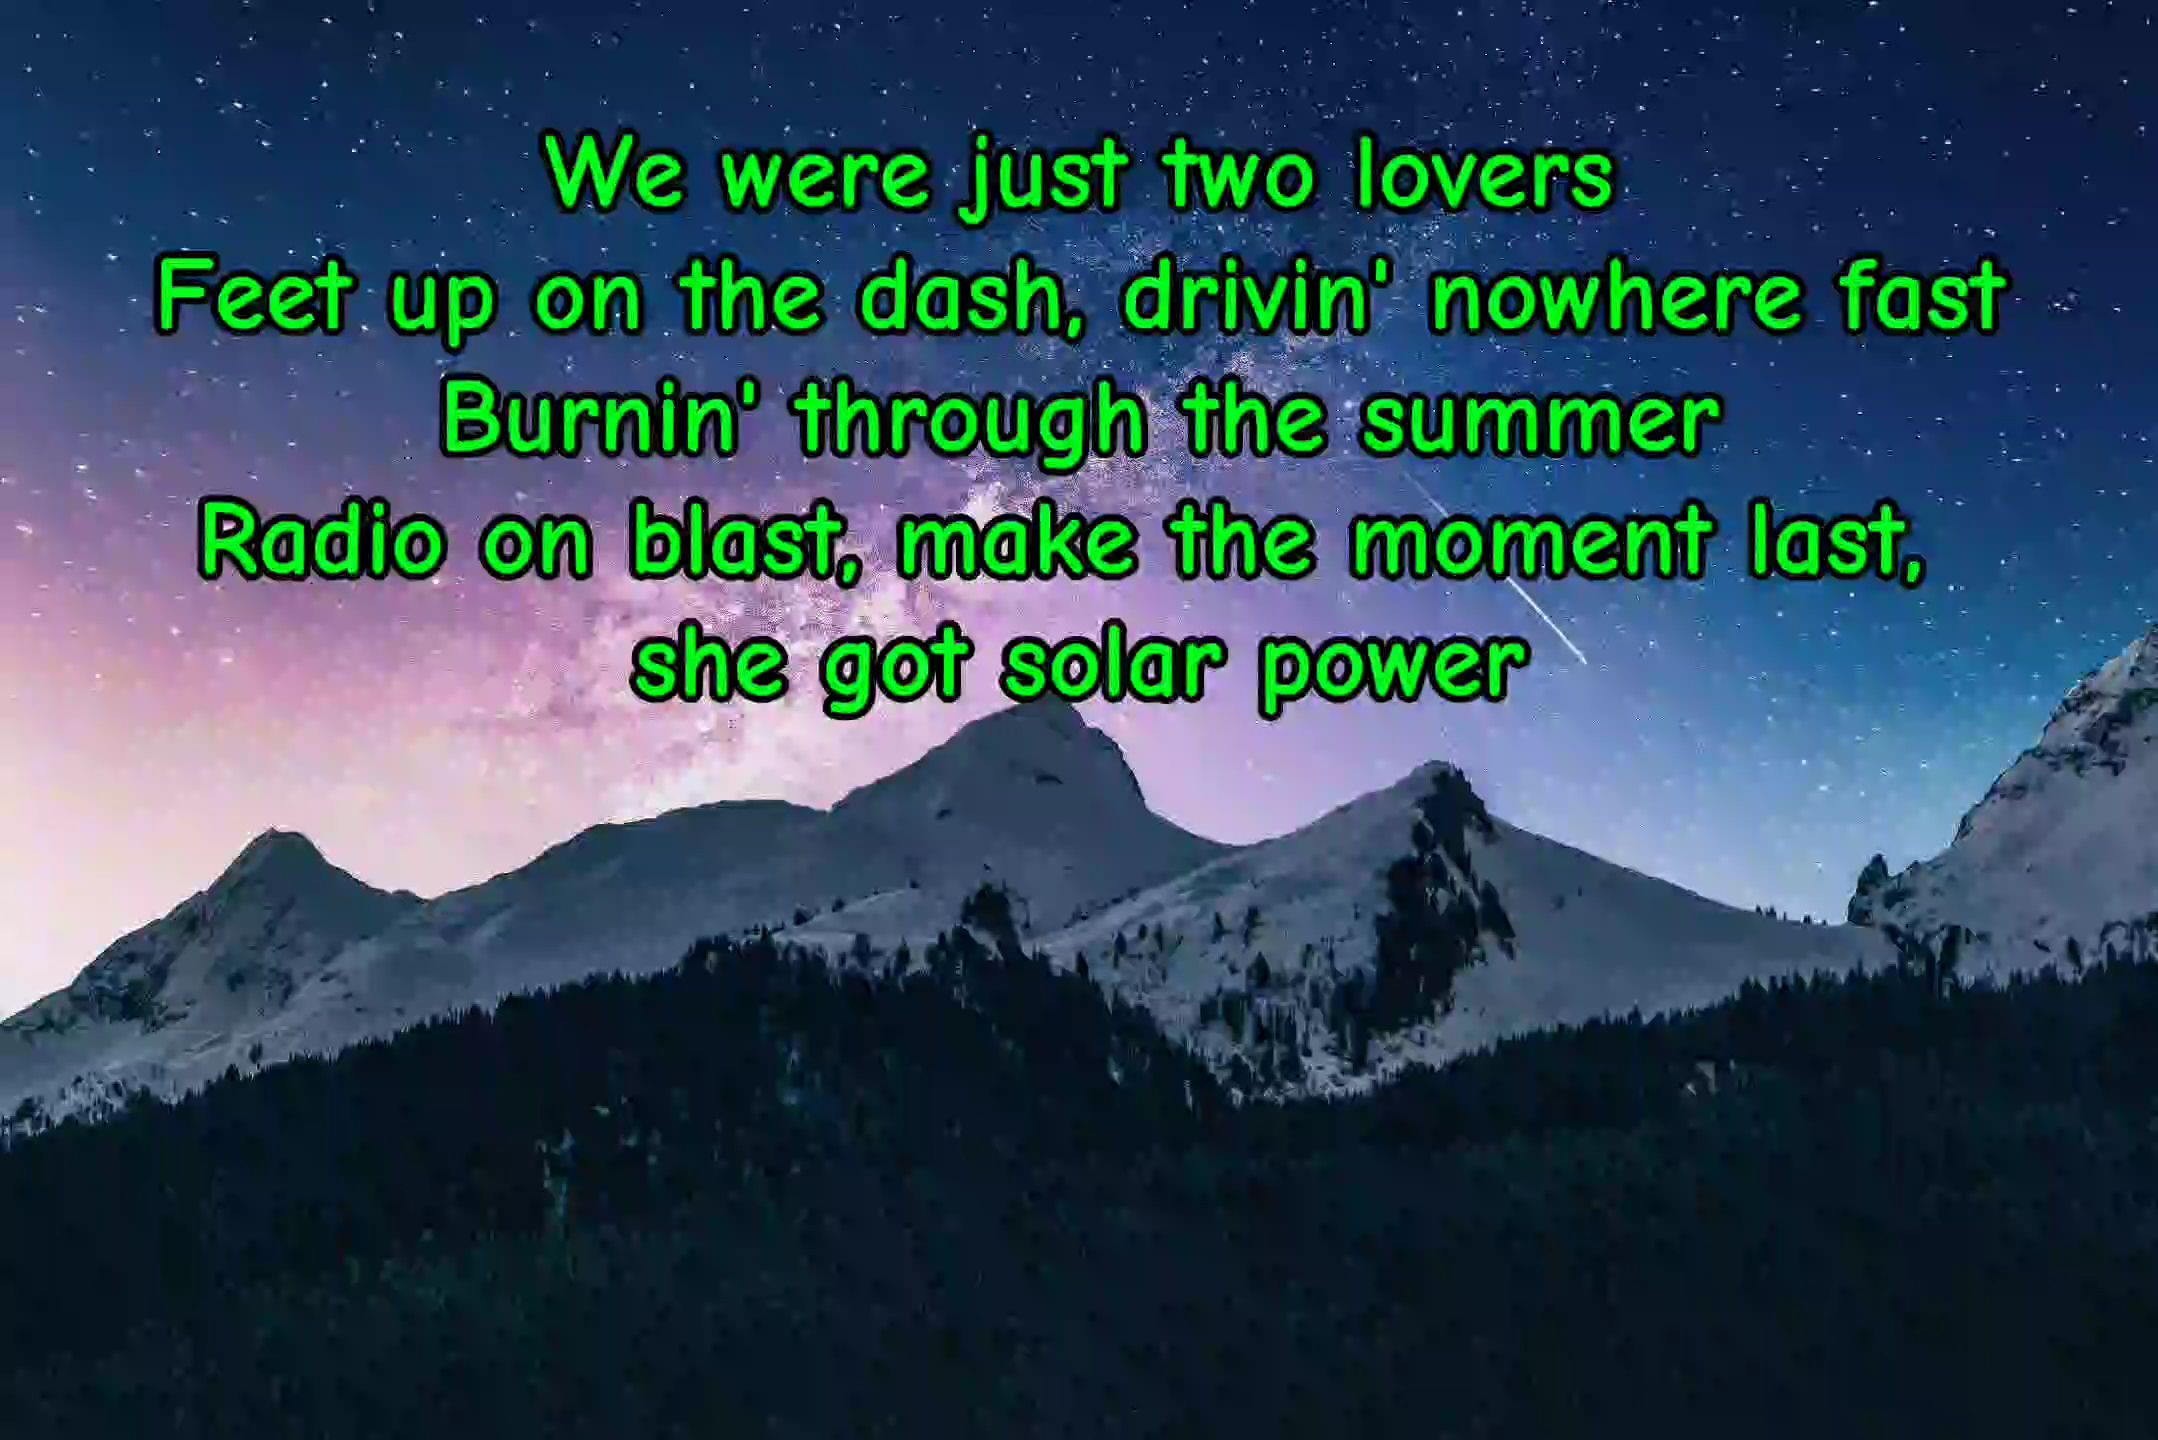 We were just two lovers
Feet up on the dash, drivin' nowhere fast
Burnin' through the summer
Radio on blast, make the moment last,
she got solar power